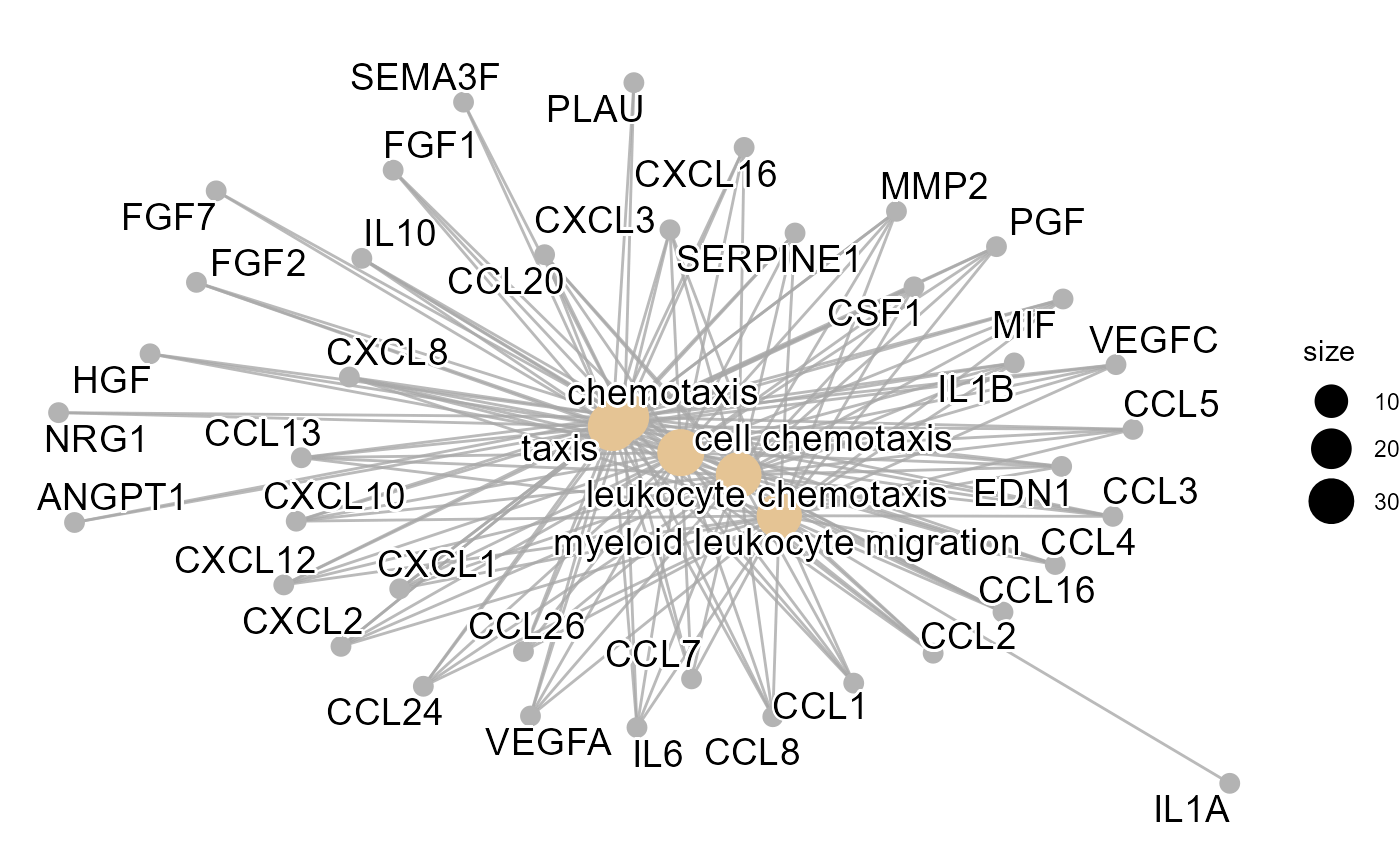 SEMA3F
PLAU
FGF1
CXCL16
MMP2
FGF7
IL10
CXCL3
PGF
FGF2
CCL20
SERPINE1
CSF1
MIF
VEGFC
size
HGF
CXCL8
chemotaxis
IL1B
CCL5
10
NRG1
CCL13
taxis
cell chemotaxis
20
ANGPT1
CXCL10
leukocyte chemotaxis
EDN1
CCL3
30
CXCL12
CXCL1
myeloid leukocyte migration
CCL4
CCL16
CXCL2
CCL26
CCL7
CCL2
CCL24
VEGFA
IL6
CCL8
CCL1
IL1A